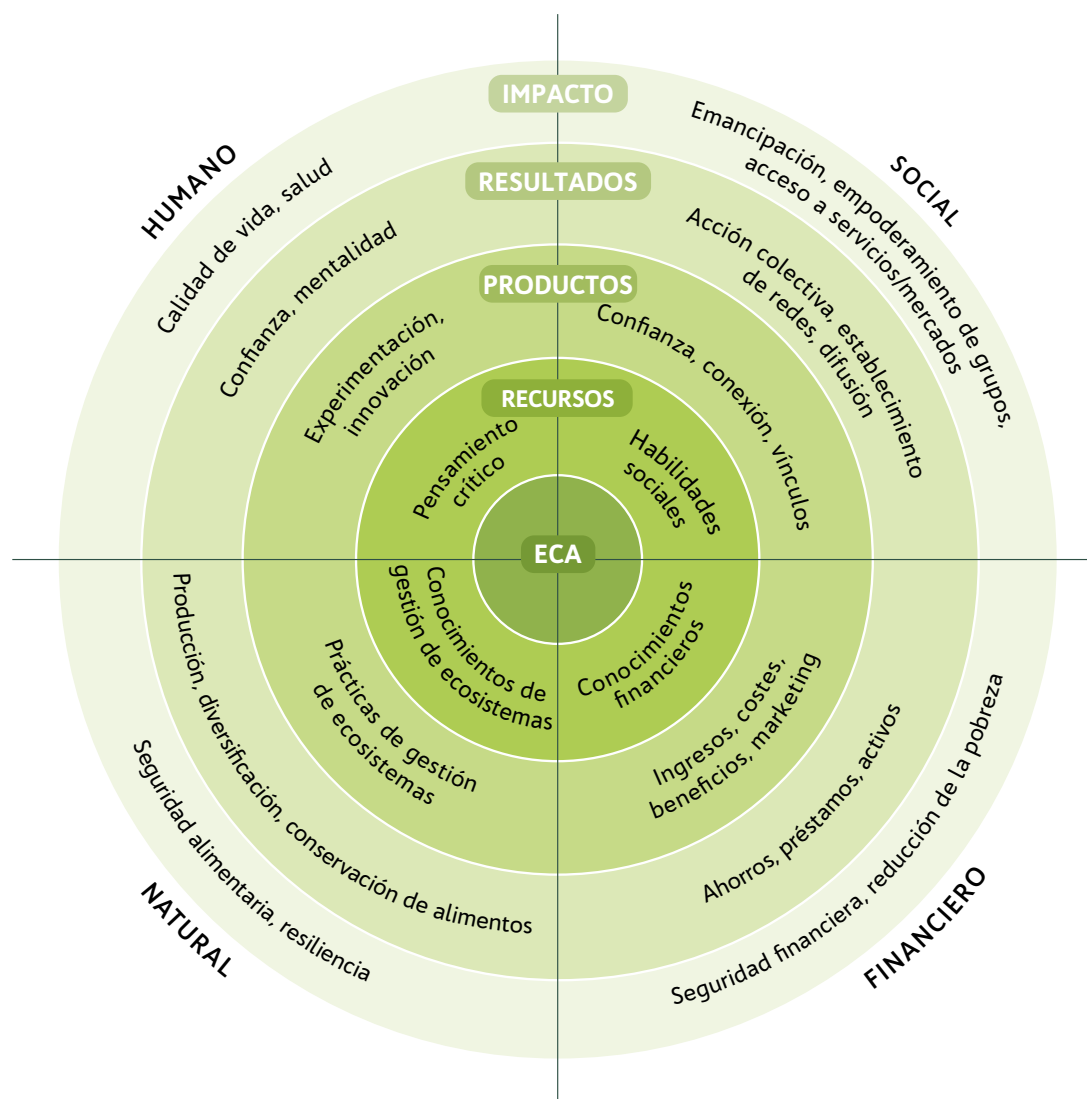 IMPACTO
RESULTADOS
PRODUCTOS
RECURSOS
ECA
HUMANO
Calidad de vida, salud
Confianza, mentalidad
Experimentación,
innovación
Pensamiento
crítico
SOCIAL
Emancipación, empoderamiento de grupos,
acceso a servicios/mercados
Acción colectiva, establecimiento
de redes, difusión
Confianza, conexión, vínculos
Habilidades
sociales
NATURAL
Conocimientos de
gestión de ecosistemas
Prácticas de gestión
de ecosistemas
Producción, diversificación, conservación de alimentos
Seguridad alimentaria, resiliencia
FINANCIERO
Conocimientos
financieros
Ingresos, costes,
beneficios, marketing
Ahorros, préstamos, activos
Seguridad financiera, reducción de la pobreza